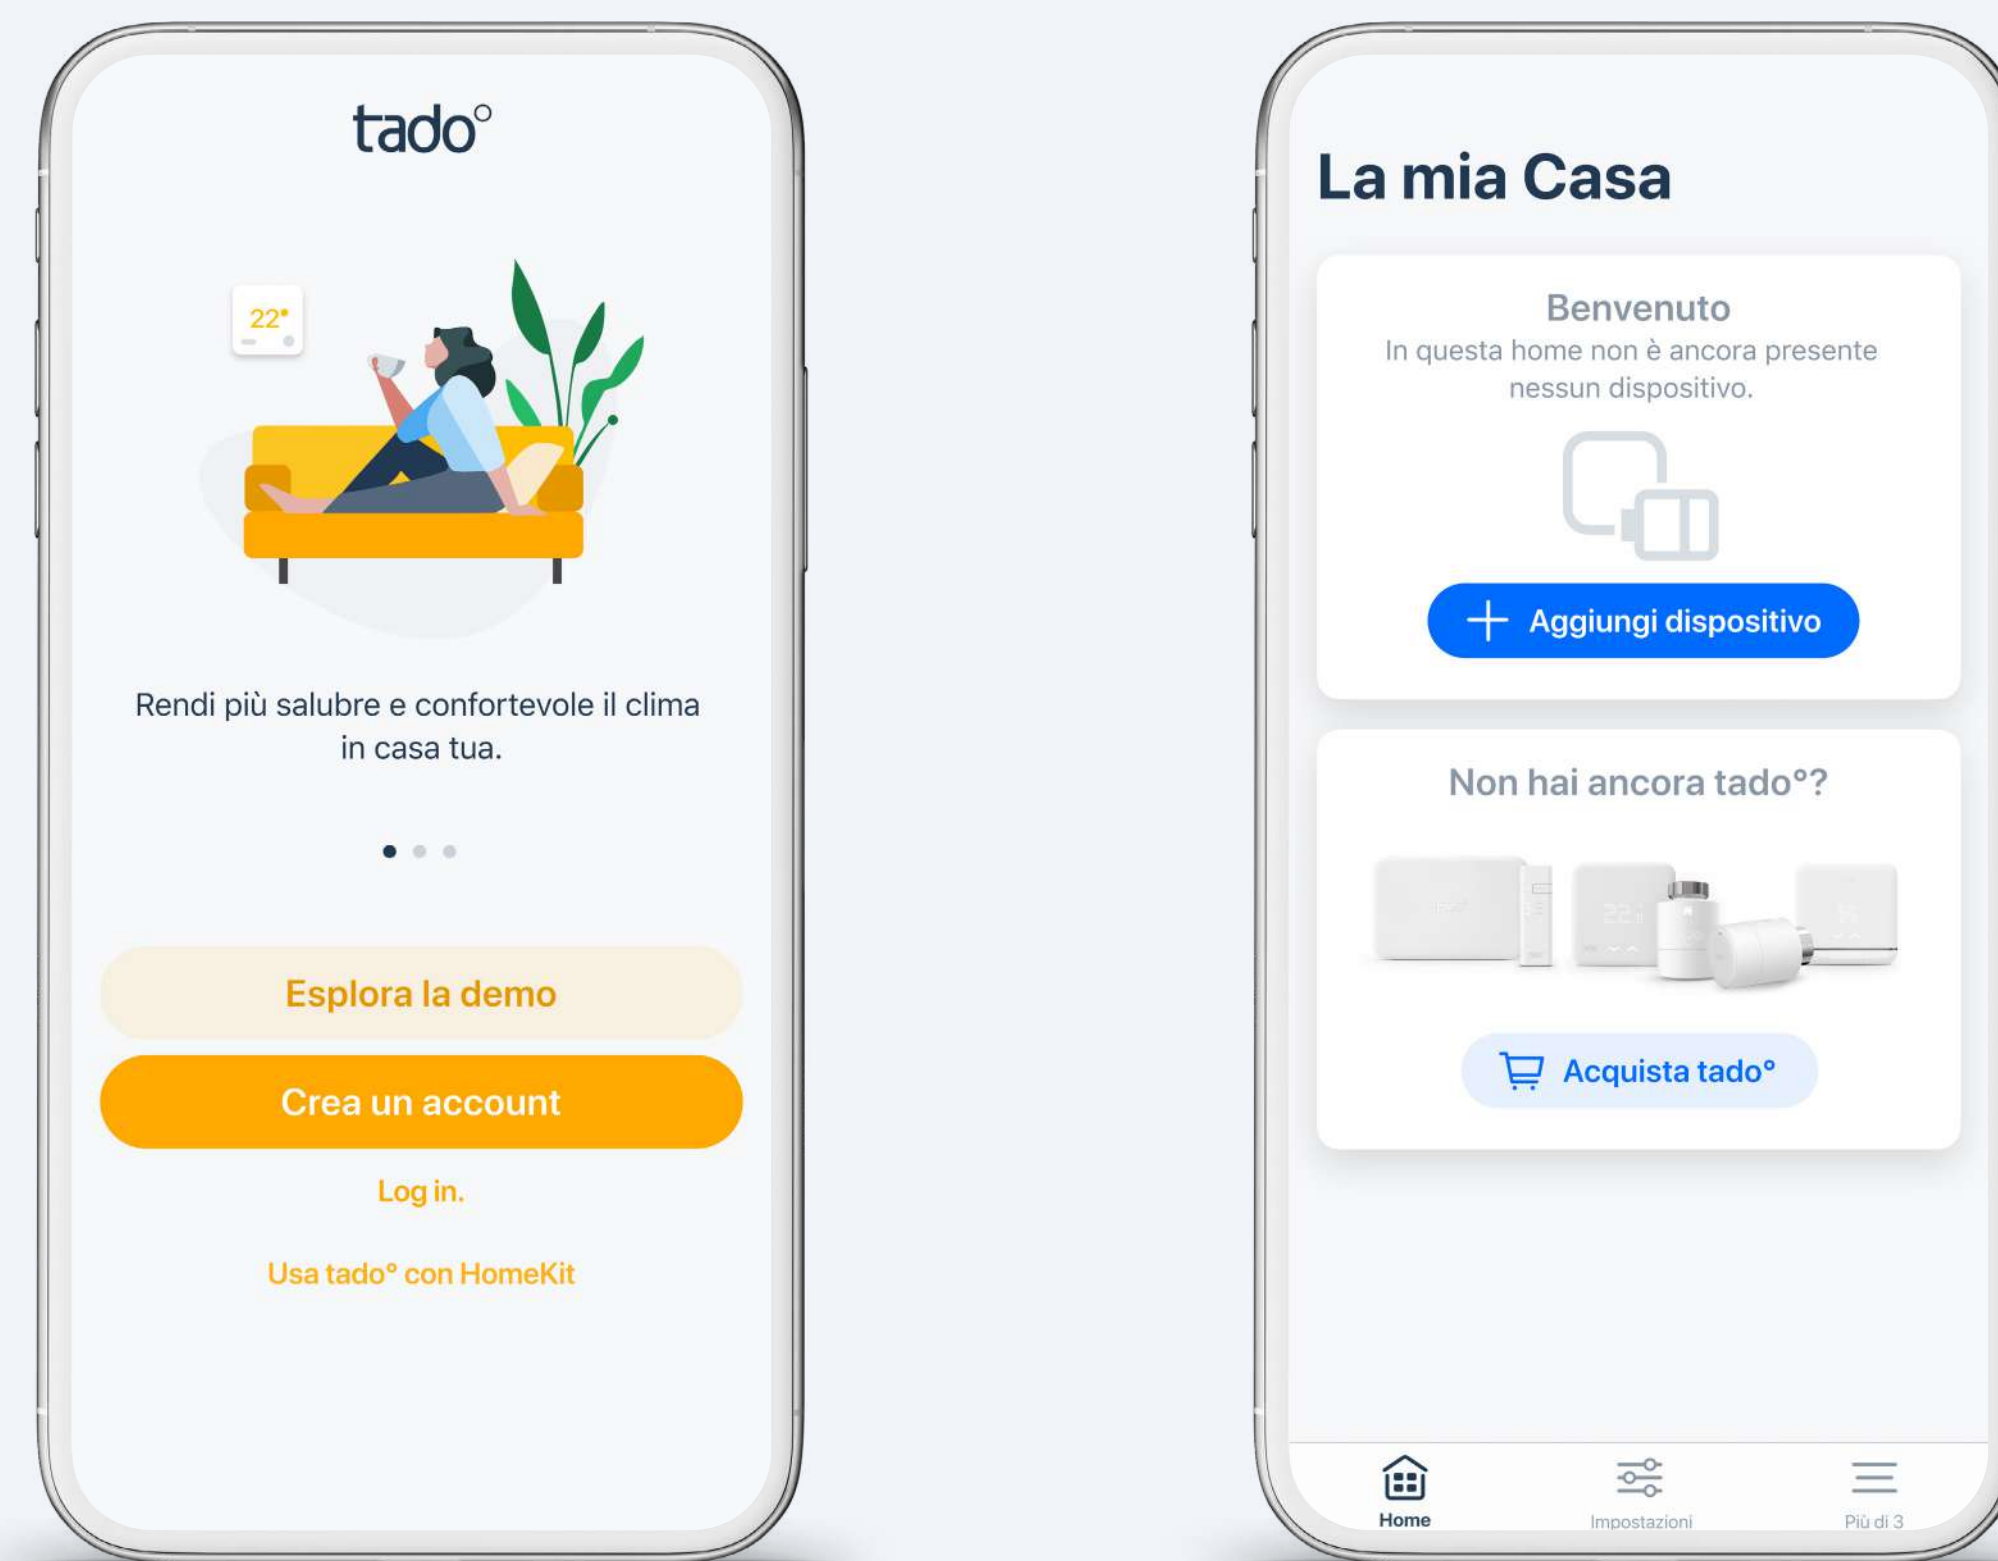 tado°
22°
Rendi più salubre e confortevole il clima
in casa tua.
Esplora la demo
Crea un account
Log in.
Usa tado° con HomeKit
La mia Casa
Benvenuto
In questa home non è ancora presente
nessun dispositivo.
Aggiungi dispositivo
Non hai ancora tado°?
Acquista tado°
Home
Impostazioni
Più di 3